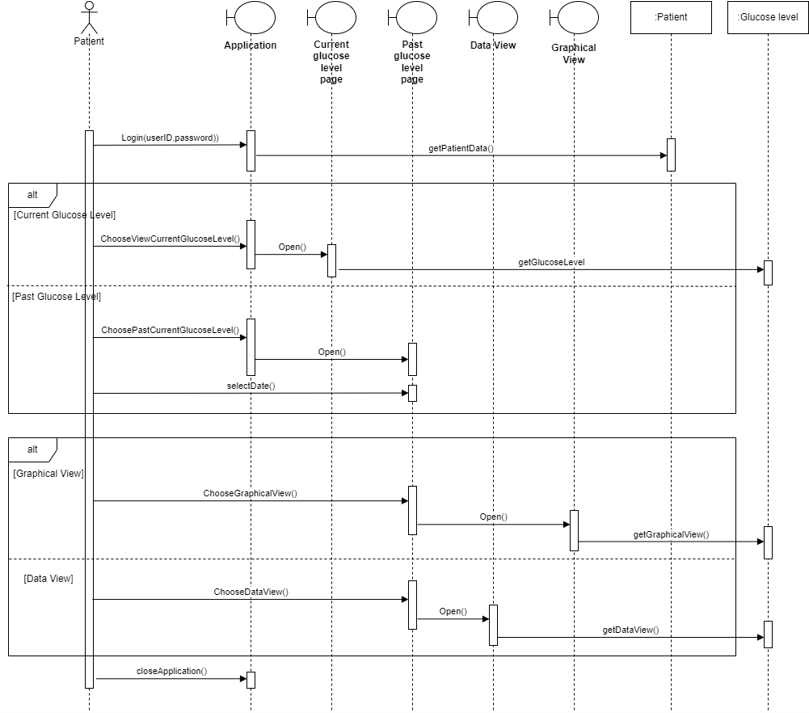 :Patient
:Glucose level
Patient
Application
Current
glucose
level
page
Past
glucose
level
page
Data View
Graphical
View
Login(userID,password))
getPatientData()
alt
[Current Glucose Level]
ChooseViewCurrentGlucoseLevel()
Open()
getGlucoseLevel
[Past Glucose Level]
ChoosePastCurrentGlucoseLevel()
Open()
selectDate()
alt
[Graphical View]
ChooseGraphicalView()
Open()
getGraphicalView()
[Data View]
ChooseDataView()
Open()
getDataView()
closeApplication()